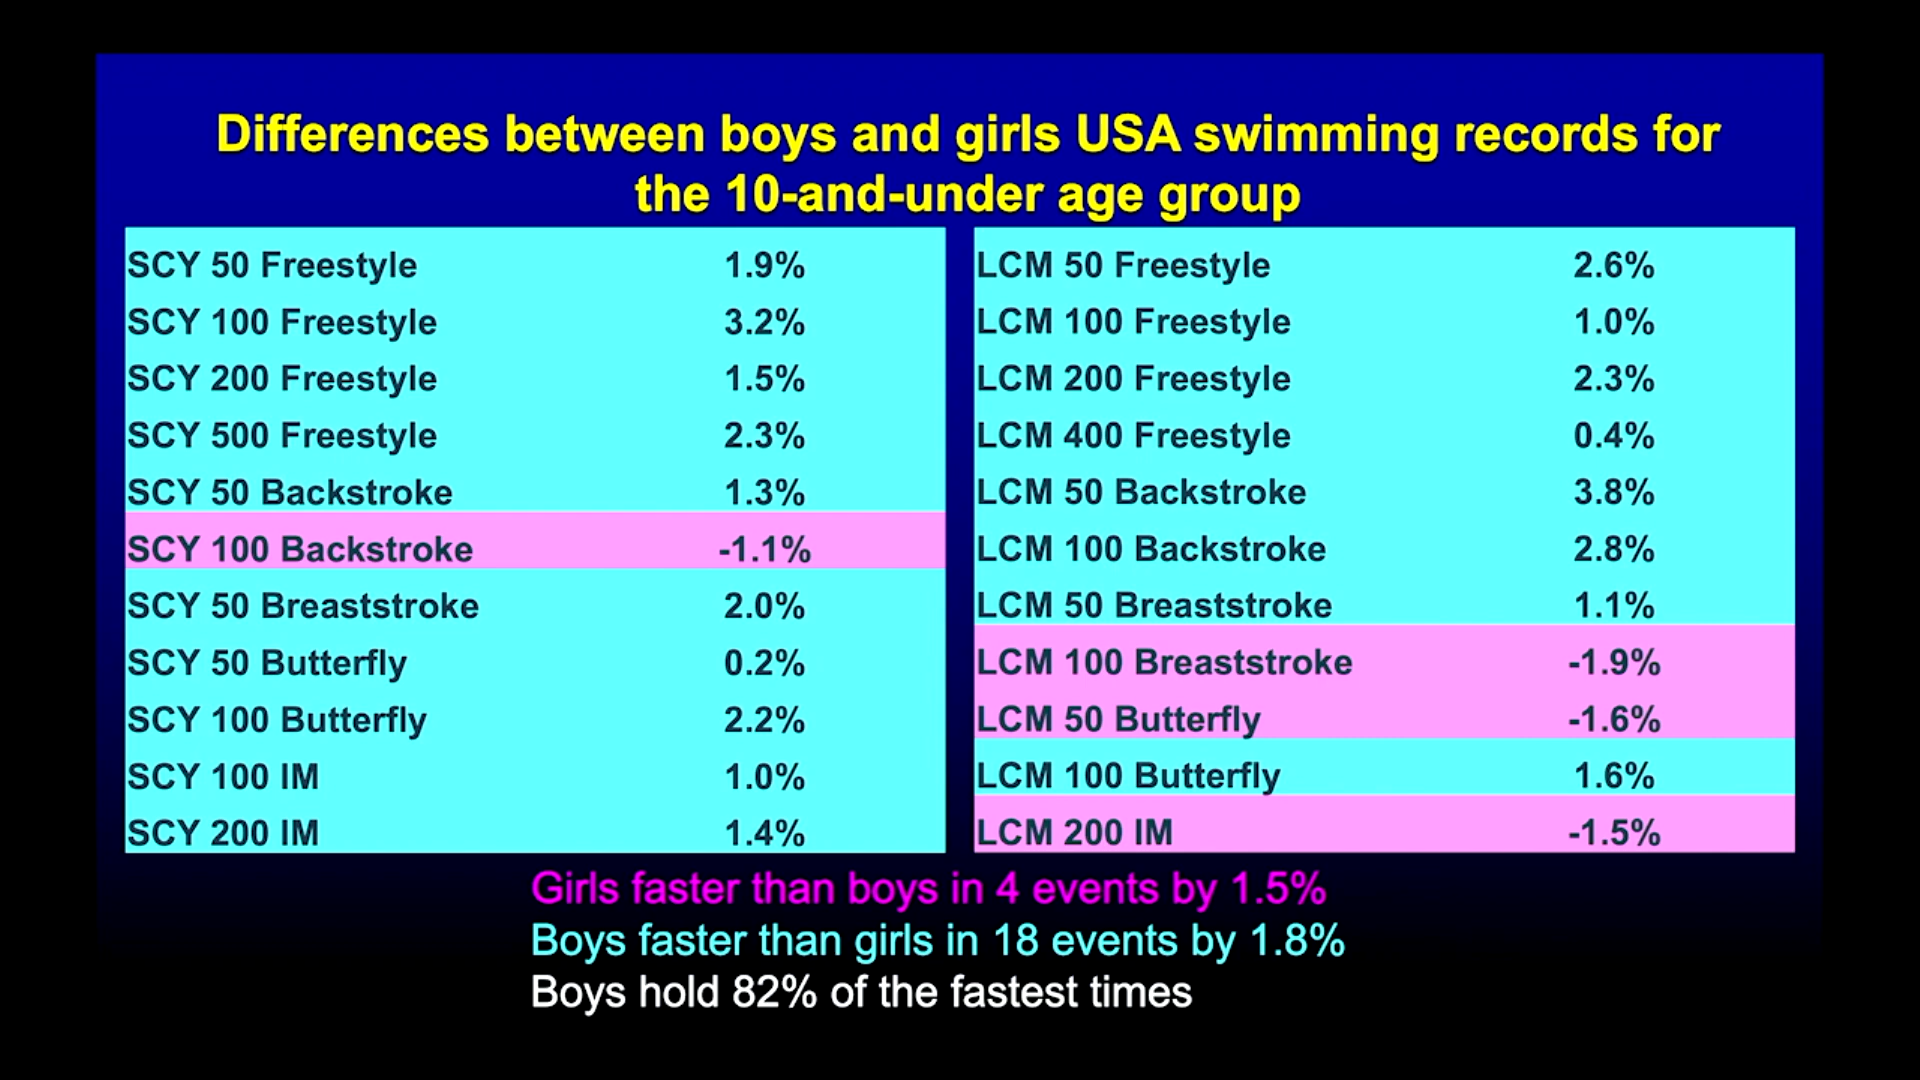 Differences between boys and girls USA swimming records for
the 10-and-under age group
SCY 50 Freestyle 1.9%
SCY 100 Freestyle 3.2%
SCY 200 Freestyle 1.5%
SCY 500 Freestyle 2.3%
SCY 50 Backstroke 1.3%
SCY 100 Backstroke -1.1%
SCY 50 Breaststroke 2.0%
SCY 50 Butterfly 0.2%
SCY 100 Butterfly 2.2%
SCY 100 IM 1.0%
SCY 200 IM 1.4%
LCM 50 Freestyle 2.6%
LCM 100 Freestyle 1.0%
LCM 200 Freestyle 2.3%
LCM 400 Freestyle 0.4%
LCM 50 Backstroke 3.8%
LCM 100 Backstroke 2.8%
LCM 50 Breaststroke 1.1%
LCM 100 Breaststroke -1.9%
LCM 50 Butterfly -1.6%
LCM 100 Butterfly 1.6%
LCM 200 IM -1.5%
Girls faster than boys in 4 events by 1.5%
Boys faster than girls in 18 events by 1.8%
Boys hold 82% of the fastest times